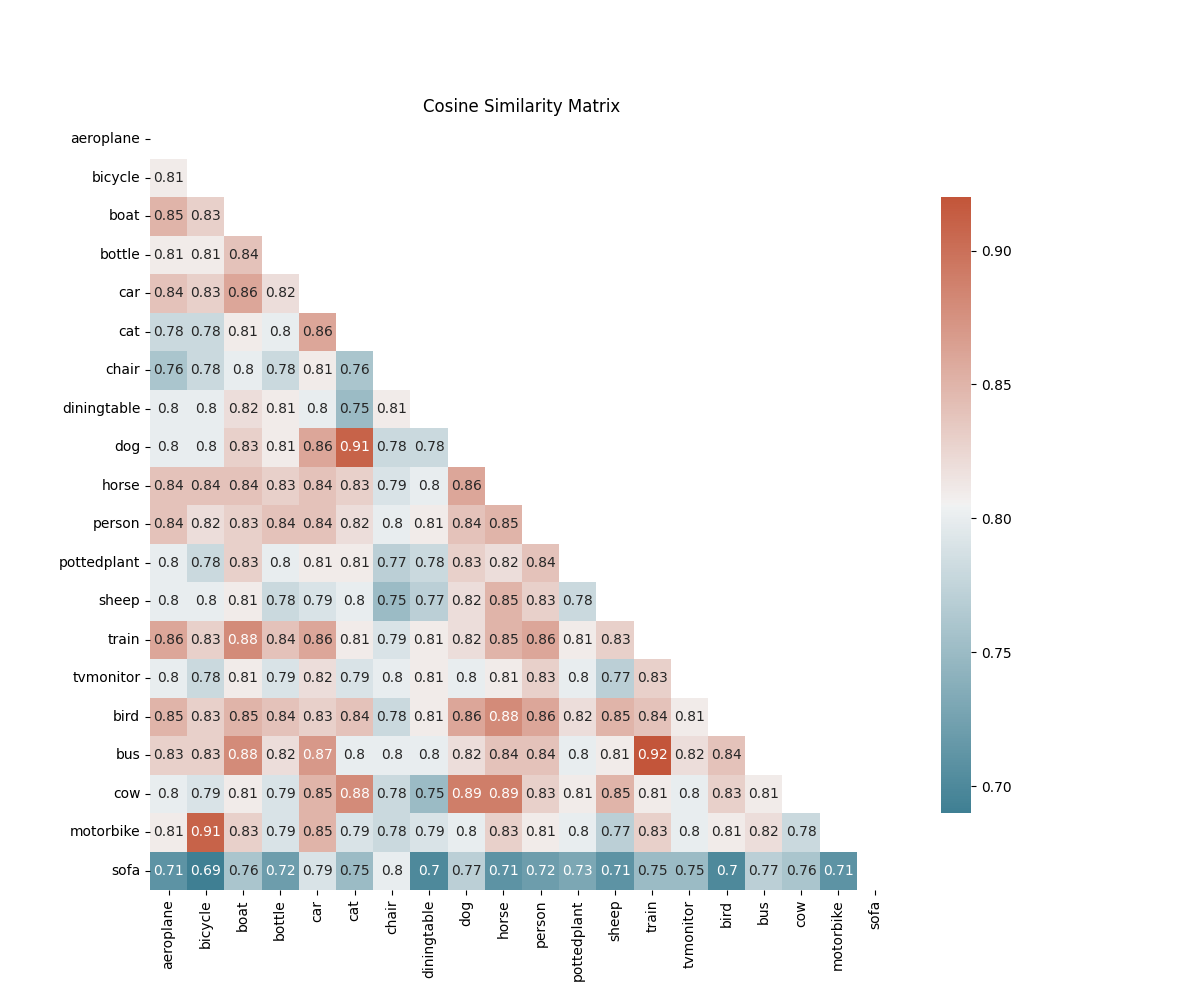 Cosine Similarity Matrix
aeroplane
bicycle 0.81
boat 0.85 0.83
bottle 0.81 0.81 0.84
car 0.84 0.83 0.86 0.82
cat 0.78 0.78 0.81 0.8 0.86
chair 0.76 0.78 0.8 0.78 0.81 0.76
diningtable 0.8 0.8 0.82 0.81 0.8 0.75 0.81
dog 0.8 0.8 0.83 0.81 0.86 0.91 0.78 0.78
horse 0.84 0.84 0.84 0.83 0.84 0.83 0.79 0.8 0.86
person 0.84 0.82 0.83 0.84 0.84 0.82 0.8 0.81 0.84 0.85
pottedplant 0.8 0.78 0.83 0.8 0.81 0.81 0.77 0.78 0.83 0.82 0.84
sheep 0.8 0.8 0.81 0.78 0.79 0.8 0.75 0.77 0.82 0.85 0.83 0.78
train 0.86 0.83 0.88 0.84 0.86 0.81 0.79 0.81 0.82 0.85 0.86 0.81 0.83
tvmonitor 0.8 0.78 0.81 0.79 0.82 0.79 0.8 0.81 0.8 0.81 0.83 0.8 0.77 0.83
bird 0.85 0.83 0.85 0.84 0.83 0.84 0.78 0.81 0.86 0.88 0.86 0.82 0.85 0.84 0.81
bus 0.83 0.83 0.88 0.82 0.87 0.8 0.8 0.8 0.82 0.84 0.84 0.8 0.81 0.92 0.82 0.84
cow 0.8 0.79 0.81 0.79 0.85 0.88 0.78 0.75 0.89 0.89 0.83 0.81 0.85 0.81 0.8 0.83 0.81
motorbike 0.81 0.91 0.83 0.79 0.85 0.79 0.78 0.79 0.8 0.83 0.81 0.8 0.77 0.83 0.8 0.81 0.82 0.78
sofa 0.71 0.69 0.76 0.72 0.79 0.75 0.8 0.7 0.77 0.71 0.72 0.73 0.71 0.75 0.75 0.7 0.77 0.76 0.71
aeroplane
bicycle
boat
bottle
car
cat
chair
diningtable
dog
horse
person
pottedplant
sheep
train
tvmonitor
bird
bus
cow
motorbike
sofa
0.90
0.85
0.80
0.75
0.70